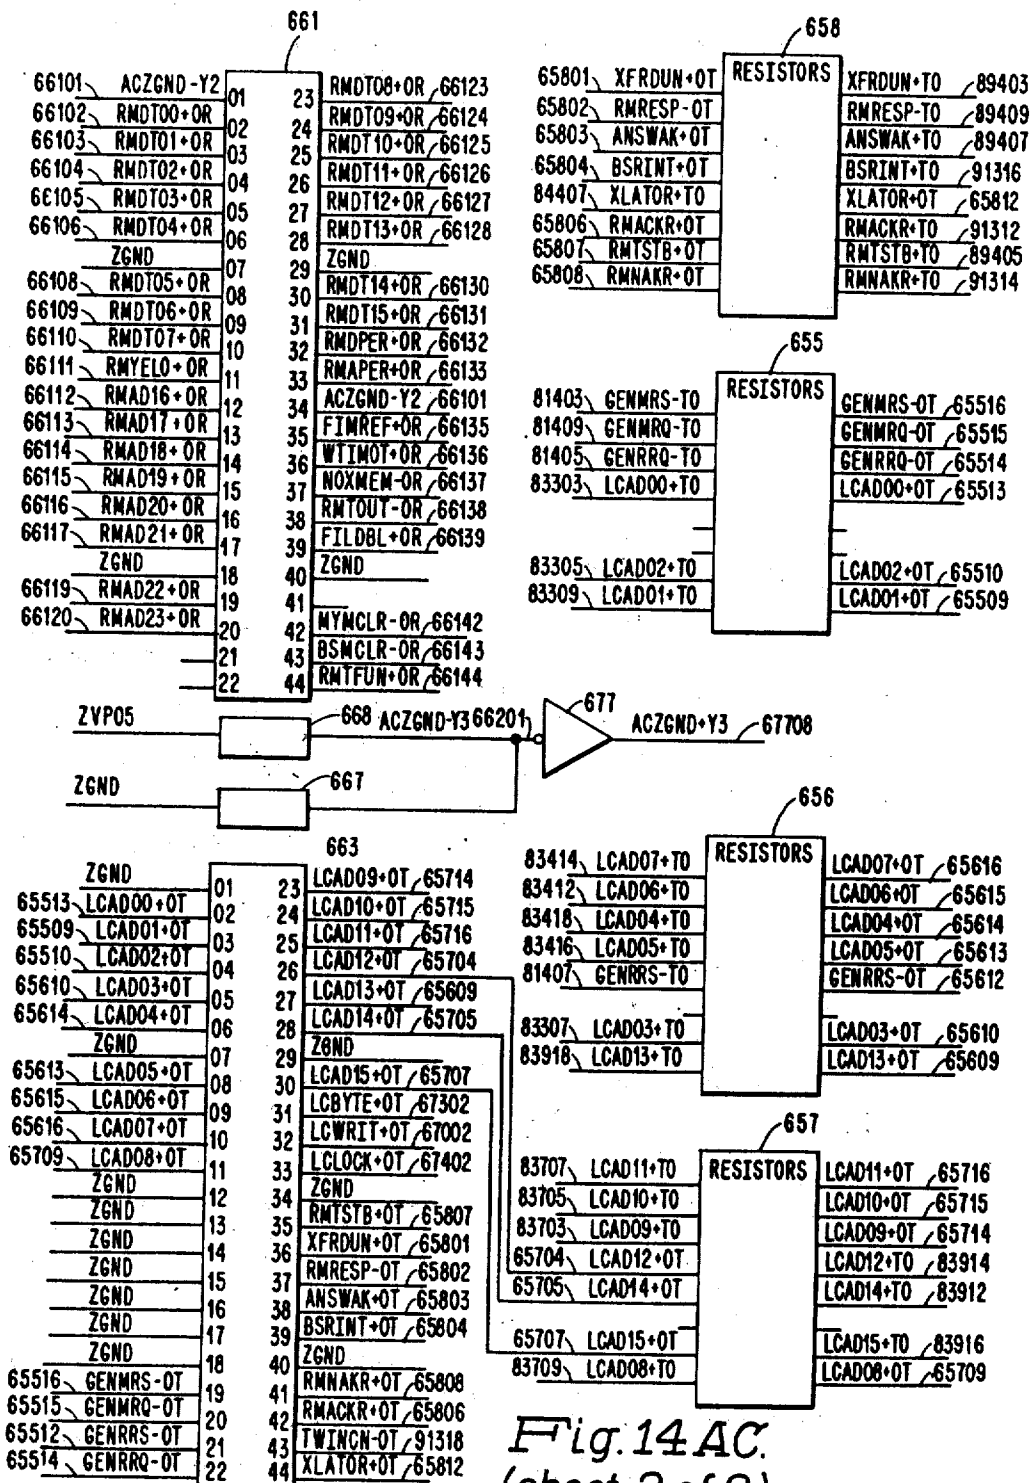 661
66101 ACZGND-Y2 01 23 RMDT08+OR 66123
66102 RMDT00+OR 02 24 RMDT09+OR 66124
66103 RMDT01+OR 03 25 RMDT10+OR 66125
66104 RMDT02+OR 04 26 RMDT11+OR 66126
6E105 RMDT03+OR 05 27 RMDT12+OR 66127
66106 RMDT04+OR 06 28 RMDT13+OR 66128
ZGND 07 29 ZGND
66108 RMDT05+OR 08 30 RMDT14+OR 66130
66109 RMDT06+OR 09 31 RMDT15+OR 66131
66110 RMDT07+OR 10 32 RMDPER+OR 66132
66111 RMYEL0+OR 11 33 RMAPER+OR 66133
66112 RMAD16+OR 12 34 ACZGND-Y2 66101
66113 RMAD17+OR 13 35 FIMREF+OR 66135
66114 RMAD18+OR 14 36 WTIMOT+OR 66136
66115 RMAD19+OR 15 37 NOXMEM-OR 66137
66116 RMAD20+OR 16 38 RMTOUT-OR 66138
66117 RMAD21+OR 17 39 FILDBL+OR 66139
ZGND 18 40 ZGND
66119 RMAD22+OR 19 41
66120 RMAD23+OR 20 42 MYMCLR-OR 66142
21 43 BSMCLR-OR 66143
22 44 RMTFUN+OR 66144
658
RESISTORS
65801 XFRDUN+OT XFRDUN+TO 89403
65802 RMRESP-OT RMRESP-TO 89409
65803 ANSWAK+OT ANSWAK+TO 89407
65804 BSRINT+OT BSRINT+TO 91316
84407 XLATOR+TO XLATOR+OT 65812
65806 RMACKR+OT RMACKR+TO 91312
65807 RMTSTB+OT RMTSTB+TO 89405
65808 RMNAKR+OT RMNAKR+TO 91314
655
RESISTORS
81403 GENMRS-TO GENMRS-OT 65516
81409 GENMRQ-TO GENMRQ-OT 65515
81405 GENRRQ-TO GENRRQ-OT 65514
83303 LCAD00+TO LCAD00+OT 65513
83305 LCAD02+TO LCAD02+OT 65510
83309 LCAD01+TO LCAD01+OT 65509
ZVP05 668 ACZGND-Y3 66201 677 ACZGND+Y3 67708
ZGND 667
663
ZGND 01 23 LCAD09+OT 65714
65513 LCAD00+OT 02 24 LCAD10+OT 65715
65509 LCAD01+OT 03 25 LCAD11+OT 65716
65510 LCAD02+OT 04 26 LCAD12+OT 65704
65610 LCAD03+OT 05 27 LCAD13+OT 65609
65614 LCAD04+OT 06 28 LCAD14+OT 65705
ZGND 07 29 ZGND
65613 LCAD05+OT 08 30 LCAD15+OT 65707
65615 LCAD06+OT 09 31 LCBYTE+OT 67302
65616 LCAD07+OT 10 32 LCWRIT+OT 67002
65709 LCAD08+OT 11 33 LCLOCK+OT 67402
ZGND 12 34 ZGND
ZGND 13 35 RMTSTB+OT 65807
ZGND 14 36 XFRDUN+OT 65801
ZGND 15 37 RMRESP-OT 65802
ZGND 16 38 ANSWAK+OT 65803
ZGND 17 39 BSRINT+OT 65804
ZGND 18 40 ZGND
65516 GENMRS-OT 19 41 RMNAKR+OT 65808
65515 GENMRQ-OT 20 42 RMACKR+OT 65806
65512 GENRRS-OT 21 43 TWINCN-OT 91318
65514 GENRRQ-OT 22 44 XLATOR+OT 65812
656
RESISTORS
83414 LCAD07+TO LCAD07+OT 65616
83412 LCAD06+TO LCAD06+OT 65615
83418 LCAD04+TO LCAD04+OT 65614
83416 LCAD05+TO LCAD05+OT 65613
81407 GENRRS-TO GENRRS-OT 65612
83307 LCAD03+TO LCAD03+OT 65610
83918 LCAD13+TO LCAD13+OT 65609
657
RESISTORS
83707 LCAD11+TO LCAD11+OT 65716
83705 LCAD10+TO LCAD10+OT 65715
83703 LCAD09+TO LCAD09+OT 65714
65704 LCAD12+OT LCAD12+TO 83914
65705 LCAD14+OT LCAD14+TO 83912
65707 LCAD15+OT LCAD15+TO 83916
83709 LCAD08+TO LCAD08+OT 65709
Fig. 14 AC.